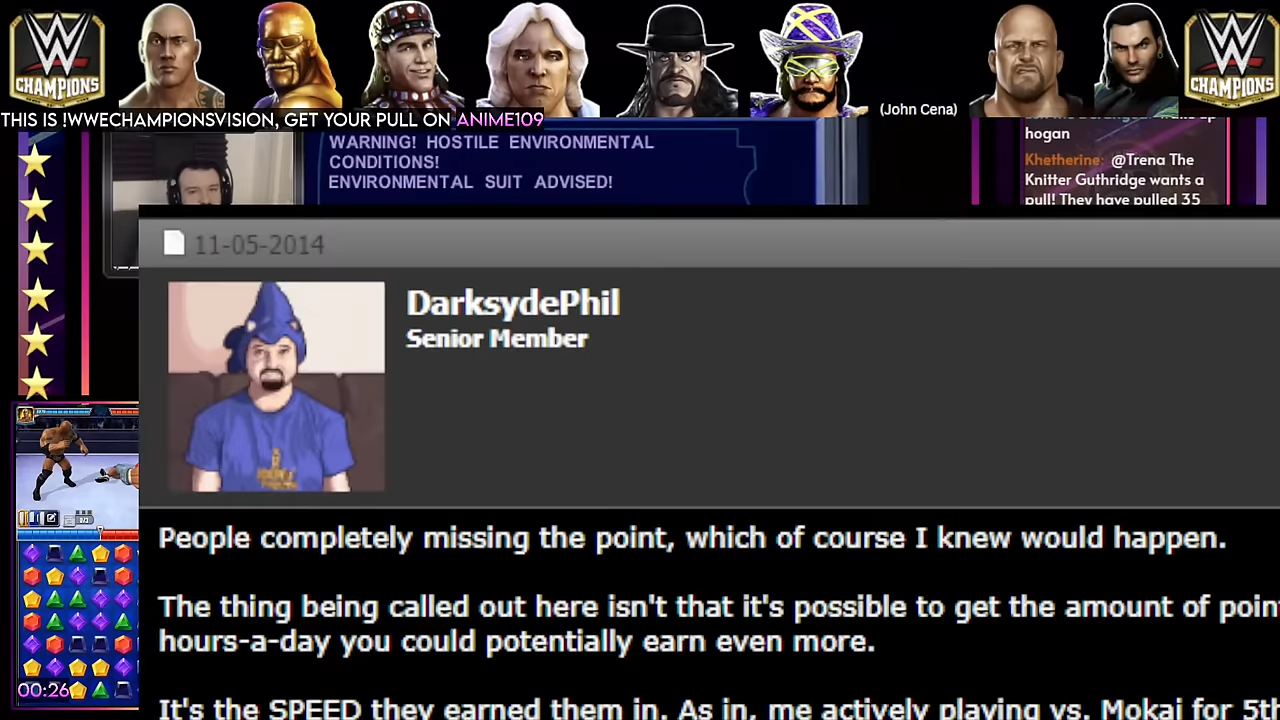 CHAMPIONS
(John Cena)
CHAMPIONS
THIS IS !WWECHAMPIONSVISION, GET YOUR PULL ON ANIME109
WARNING! HOSTILE ENVIRONMENTAL
CONDITIONS!
ENVIRONMENTAL SUIT ADVISED!
hogan
Khetherine: @Trena The
Knitter Guthridge wants a
pull! They have pulled 35
11-05-2014
DarksydePhil
Senior Member
People completely missing the point, which of course I knew would happen.
The thing being called out here isn't that it's possible to get the amount of poin
hours-a-day you could potentially earn even more.
It's the SPEED they earned them in. As in, me actively playing vs. Mokai for 5th
00:26